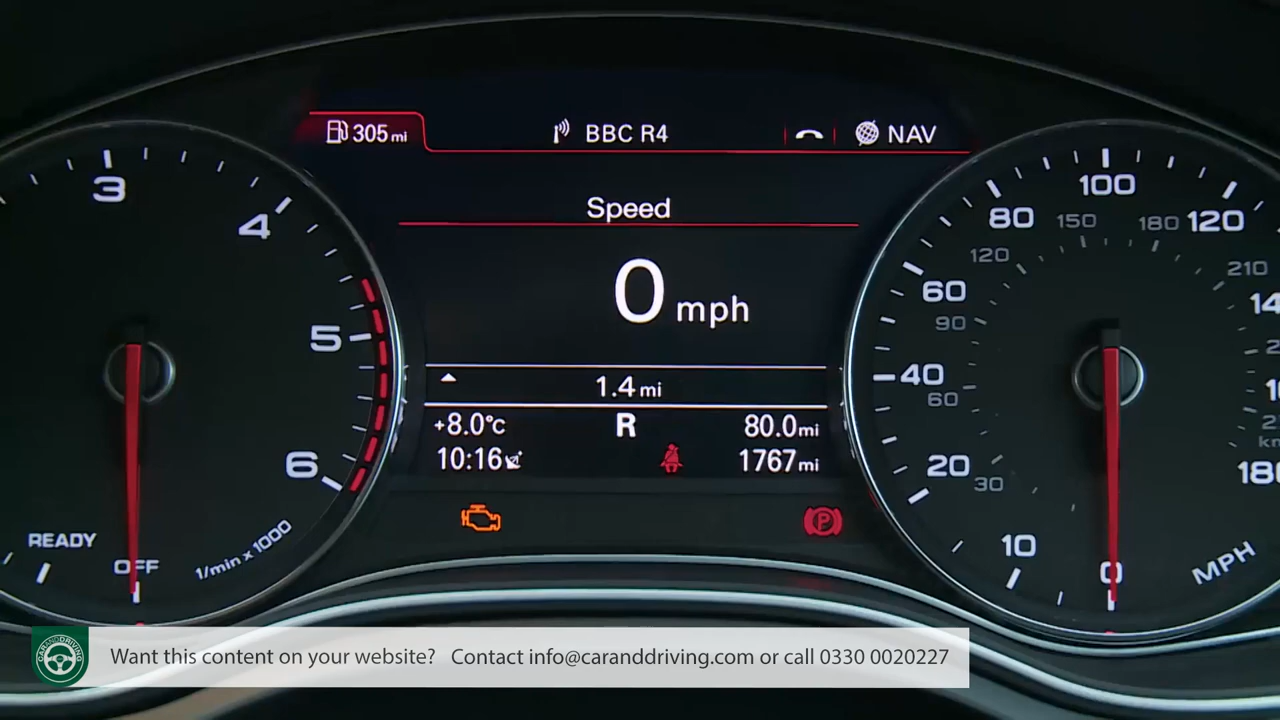 305 mi
BBC R4
NAV
Speed
0 mph
1.4 mi
+8.0°C
R
80.0 mi
10:16
1767 mi
3
4
5
6
READY
OFF
1/min x 1000
0
10
20
40
60
80
100
120
180
30
60
90
120
150
180
210
MPH
P
CARANDDRIVING
Want this content on your website? Contact info@caranddriving.com or call 0330 0020227